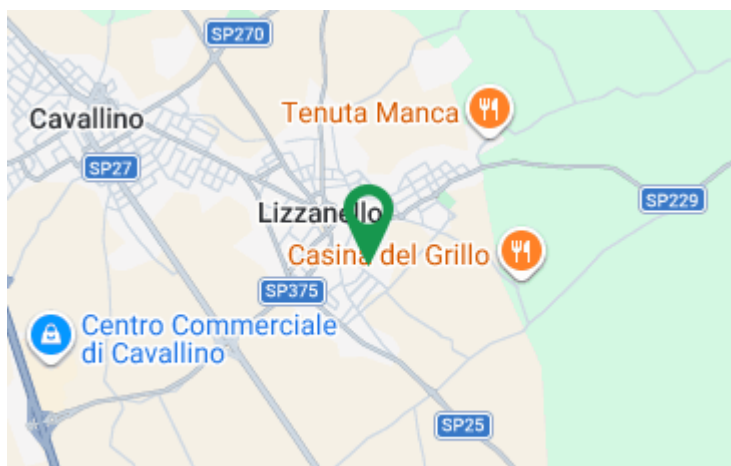 SP270
Tenuta Manca
Cavallino
SP27
SP229
Lizzanello
Casina del Grillo
SP375
Centro Commerciale
di Cavallino
SP25